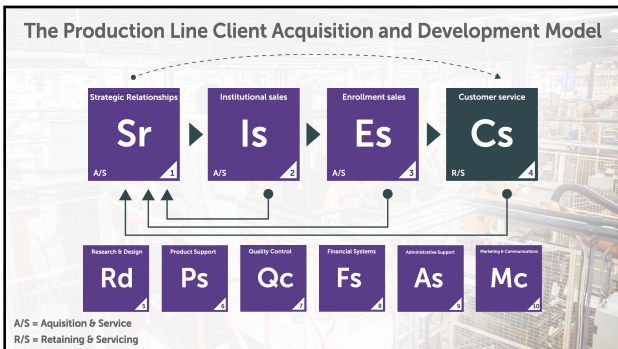 The Production Line Client Acquisition and Development Model
Strategic Relationships
Sr
A/S
1
Institutional sales
Is
A/S
2
Enrollment sales
Es
A/S
3
Customer service
Cs
R/S
4
Research & Design
Rd
5
Product Support
Ps
6
Quality Control
Qc
7
Financial Systems
Fs
8
Administrative Support
As
9
Marketing & Communications
Mc
10
A/S = Aquisition & Service
R/S = Retaining & Servicing